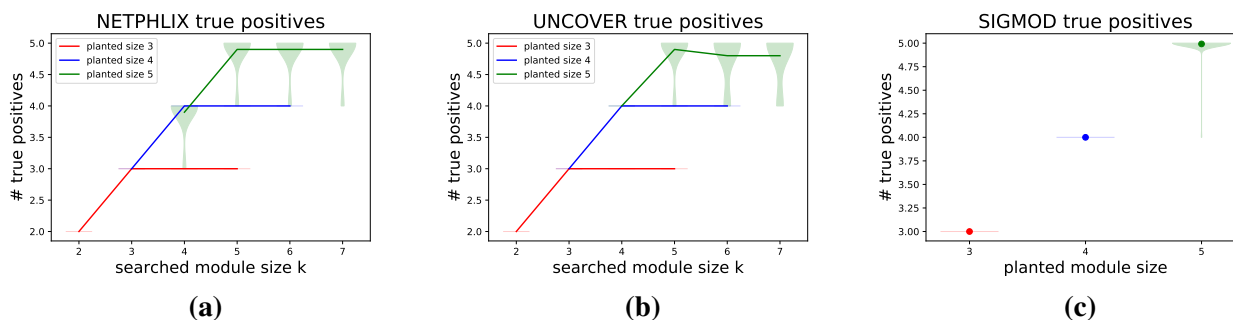 NETPHLIX true positives
5.0
4.5
4.0
3.5
3.0
2.5
2.0
# true positives
planted size 3
planted size 4
planted size 5
2 3 4 5 6 7
searched module size k
(a)
UNCOVER true positives
5.0
4.5
4.0
3.5
3.0
2.5
2.0
# true positives
planted size 3
planted size 4
planted size 5
2 3 4 5 6 7
searched module size k
(b)
SIGMOD true positives
5.00
4.75
4.50
4.25
4.00
3.75
3.50
3.25
3.00
# true positives
3 4 5
planted module size
(c)